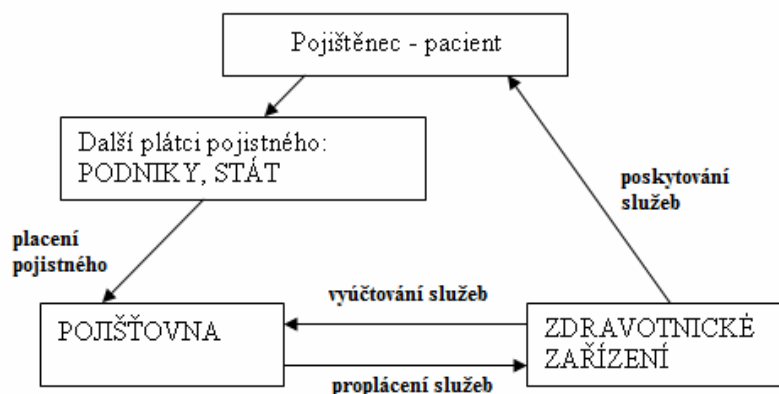 Pojištěnec - pacient
Další plátci pojistného:
PODNIKY, STÁT
poskytování
služeb
placení
pojistného
vyúčtování služeb
POJIŠŤOVNA
ZDRAVOTNICKÉ
ZAŘÍZENÍ
proplácení služeb